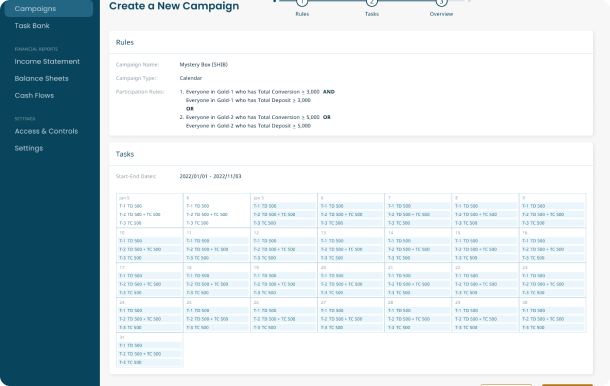 Campaigns
Task Bank
FINANCIAL REPORTS
Income Statement
Balance Sheets
Cash Flows
SETTINGS
Access & Controls
Settings
Create a New Campaign
1 2 3
Rules Tasks Overview
Rules
Campaign Name: Mystery Box (SHIB)
Campaign Type: Calendar
Participation Rules: 1. Everyone in Gold-1 who has Total Conversion ≥ 3,000 AND
Everyone in Gold-1 who has Total Deposit ≥ 3,000
OR
2. Everyone in Gold-2 who has Total Conversion ≥ 5,000 OR
Everyone in Gold-2 who has Total Deposit ≥ 5,000
Tasks
Start-End Dates: 2022/01/01 - 2022/11/03
6 7 8 9
T-1 TD 500 T-1 TD 500 T-1 TD 500 T-1 TD 500 T-1 TD 500 T-1 TD 500 T-1 TD 500
T-2 TD 500 + TC 500 T-2 TD 500 + TC 500 T-2 TD 500 + TC 500 T-2 TD 500 + TC 500 T-2 TD 500 + TC 500 T-2 TD 500 + TC 500 T-2 TD 500 + TC 500
T-3 TC 500 T-3 TC 500 T-3 TC 500 T-3 TC 500 T-3 TC 500 T-3 TC 500 T-3 TC 500
10 11 12 13 14 15 16
T-1 TD 500 T-1 TD 500 T-1 TD 500 T-1 TD 500 T-1 TD 500 T-1 TD 500 T-1 TD 500
T-2 TD 500 + TC 500 T-2 TD 500 + TC 500 T-2 TD 500 + TC 500 T-2 TD 500 + TC 500 T-2 TD 500 + TC 500 T-2 TD 500 + TC 500 T-2 TD 500 + TC 500
T-3 TC 500 T-3 TC 500 T-3 TC 500 T-3 TC 500 T-3 TC 500 T-3 TC 500 T-3 TC 500
17 18 19 20 21 22 23
T-1 TD 500 T-1 TD 500 T-1 TD 500 T-1 TD 500 T-1 TD 500 T-1 TD 500 T-1 TD 500
T-2 TD 500 + TC 500 T-2 TD 500 + TC 500 T-2 TD 500 + TC 500 T-2 TD 500 + TC 500 T-2 TD 500 + TC 500 T-2 TD 500 + TC 500 T-2 TD 500 + TC 500
T-3 TC 500 T-3 TC 500 T-3 TC 500 T-3 TC 500 T-3 TC 500 T-3 TC 500 T-3 TC 500
24 25 26 27 28 29 30
T-1 TD 500 T-1 TD 500 T-1 TD 500 T-1 TD 500 T-1 TD 500 T-1 TD 500 T-1 TD 500
T-2 TD 500 + TC 500 T-2 TD 500 + TC 500 T-2 TD 500 + TC 500 T-2 TD 500 + TC 500 T-2 TD 500 + TC 500 T-2 TD 500 + TC 500 T-2 TD 500 + TC 500
T-3 TC 500 T-3 TC 500 T-3 TC 500 T-3 TC 500 T-3 TC 500 T-3 TC 500 T-3 TC 500
31
T-1 TD 500
T-2 TD 500 + TC 500
T-3 TC 500